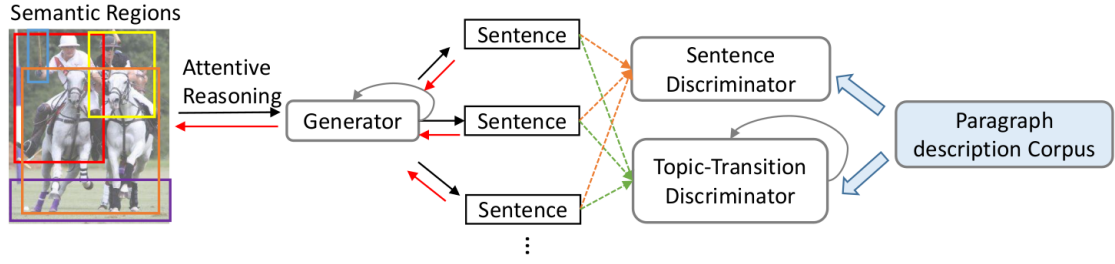 Semantic Regions
Attentive
Reasoning
Generator
Sentence
Sentence
Sentence
⋮
Sentence
Discriminator
Topic-Transition
Discriminator
Paragraph
description Corpus